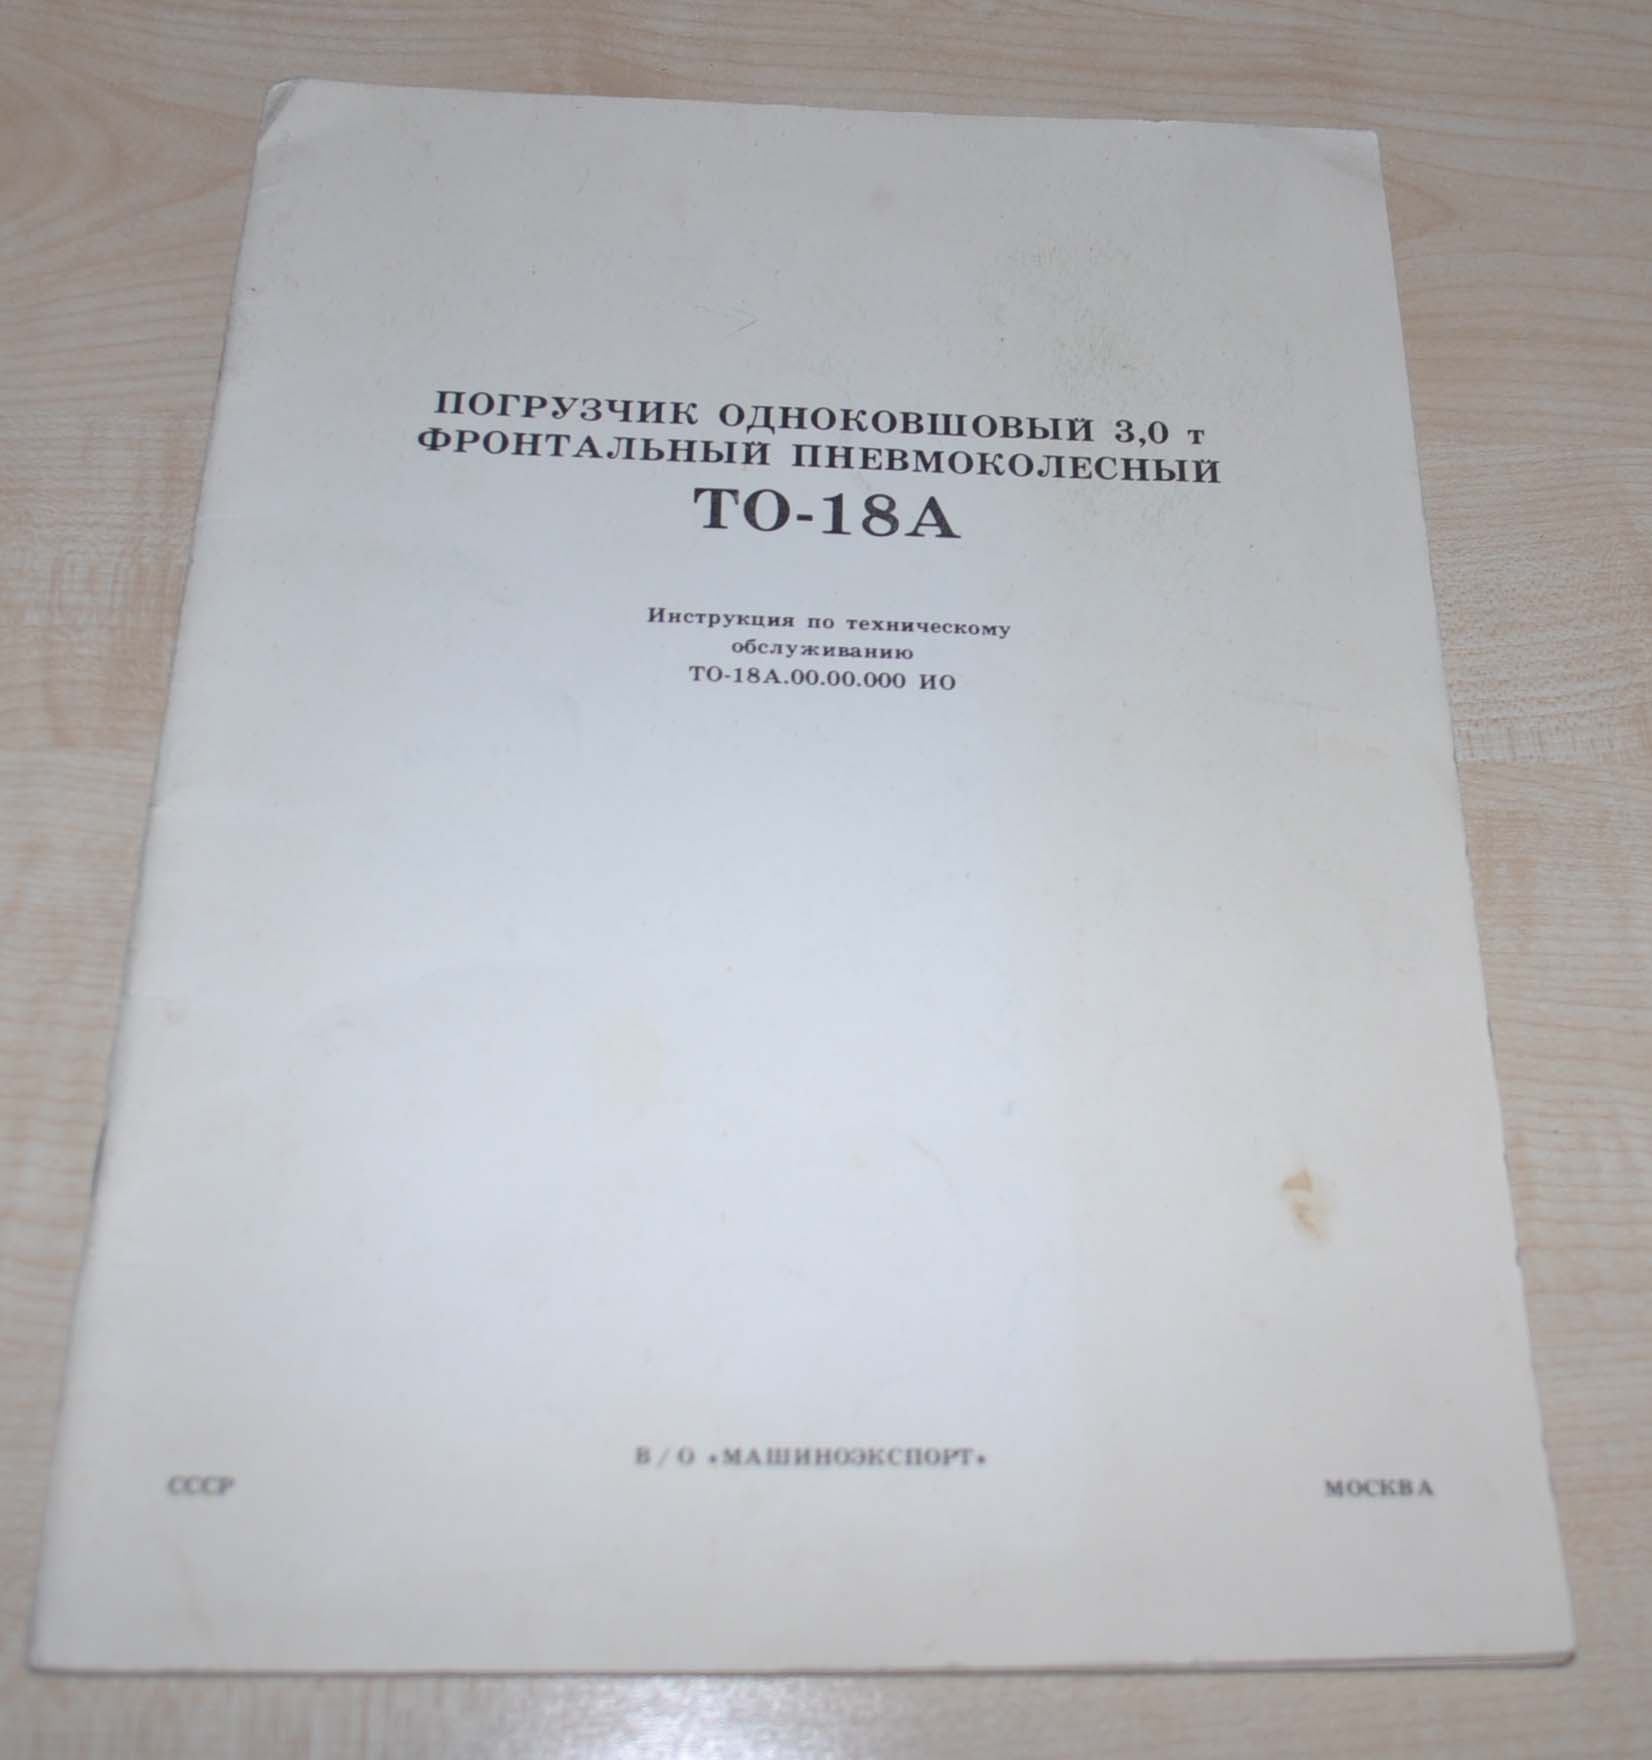 ПОГРУЗЧИК ОДНОКОВШОВЫЙ 3,0 т
ФРОНТАЛЬНЫЙ ПНЕВМОКОЛЕСНЫЙ
ТО-18А
Инструкция по техническому
обслуживанию
ТО-18А.00.00.000 ИО
В/О «МАШИНОЭКСПОРТ»
СССР
МОСКВА